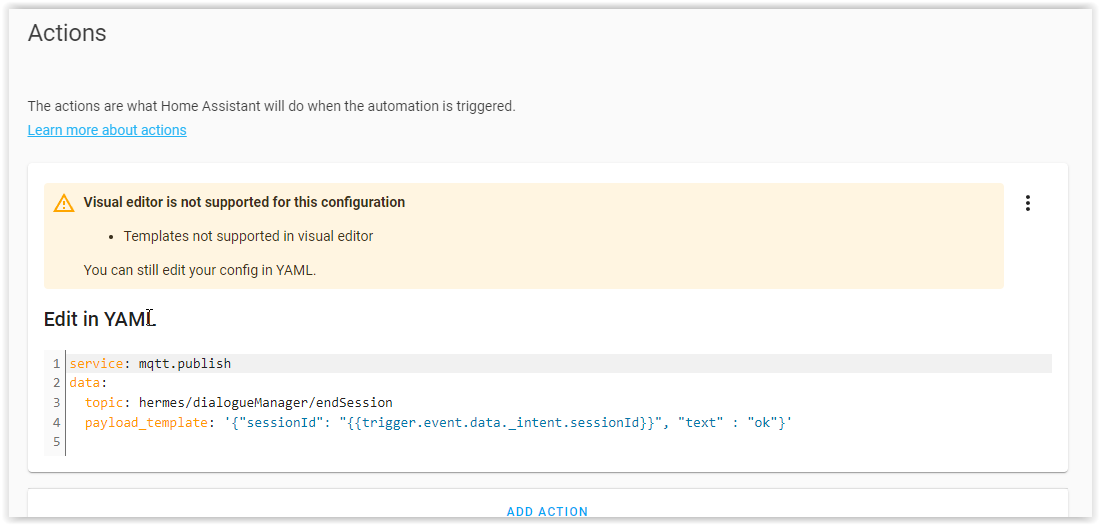 Actions
The actions are what Home Assistant will do when the automation is triggered.
Learn more about actions
Visual editor is not supported for this configuration
• Templates not supported in visual editor
You can still edit your config in YAML.
Edit in YAML
1 service: mqtt.publish
2 data:
3   topic: hermes/dialogueManager/endSession
4   payload_template: '{"sessionId": "{{trigger.event.data._intent.sessionId}}", "text" : "ok"}'
5
ADD ACTION